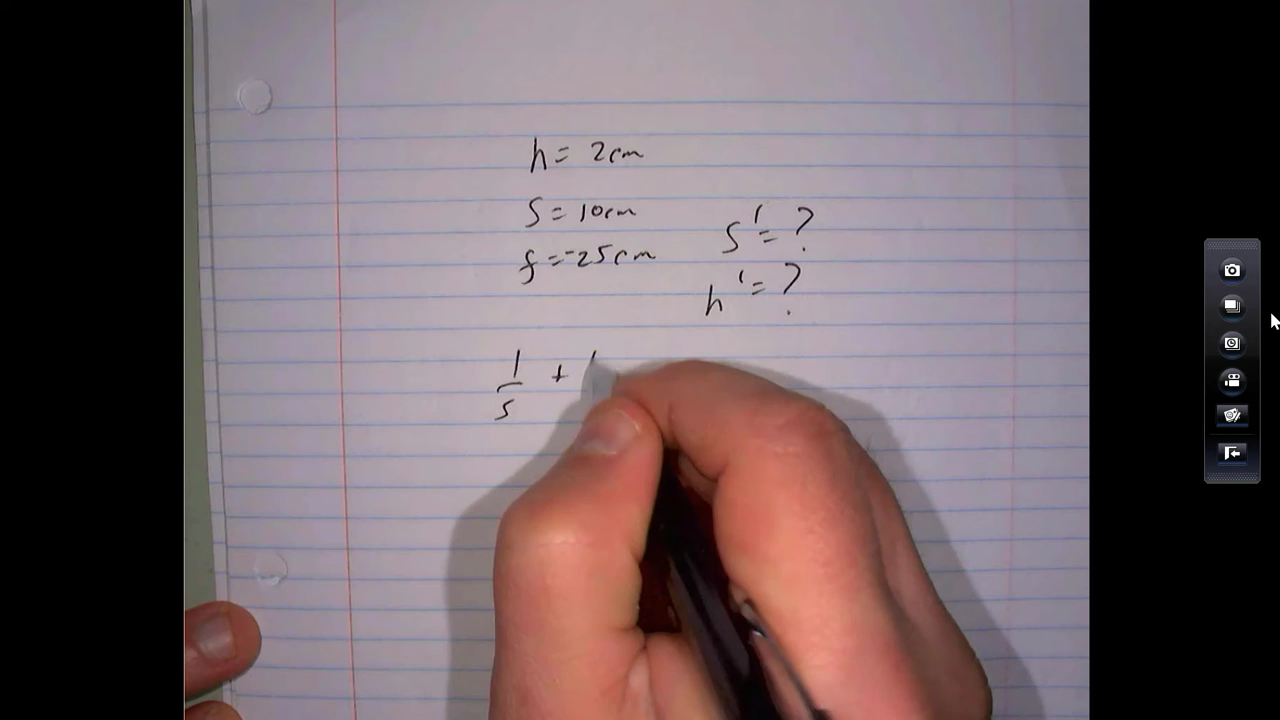 h = 2cm
S = 10cm
f = -25cm
S' = ?
h' = ?
1/s + 1